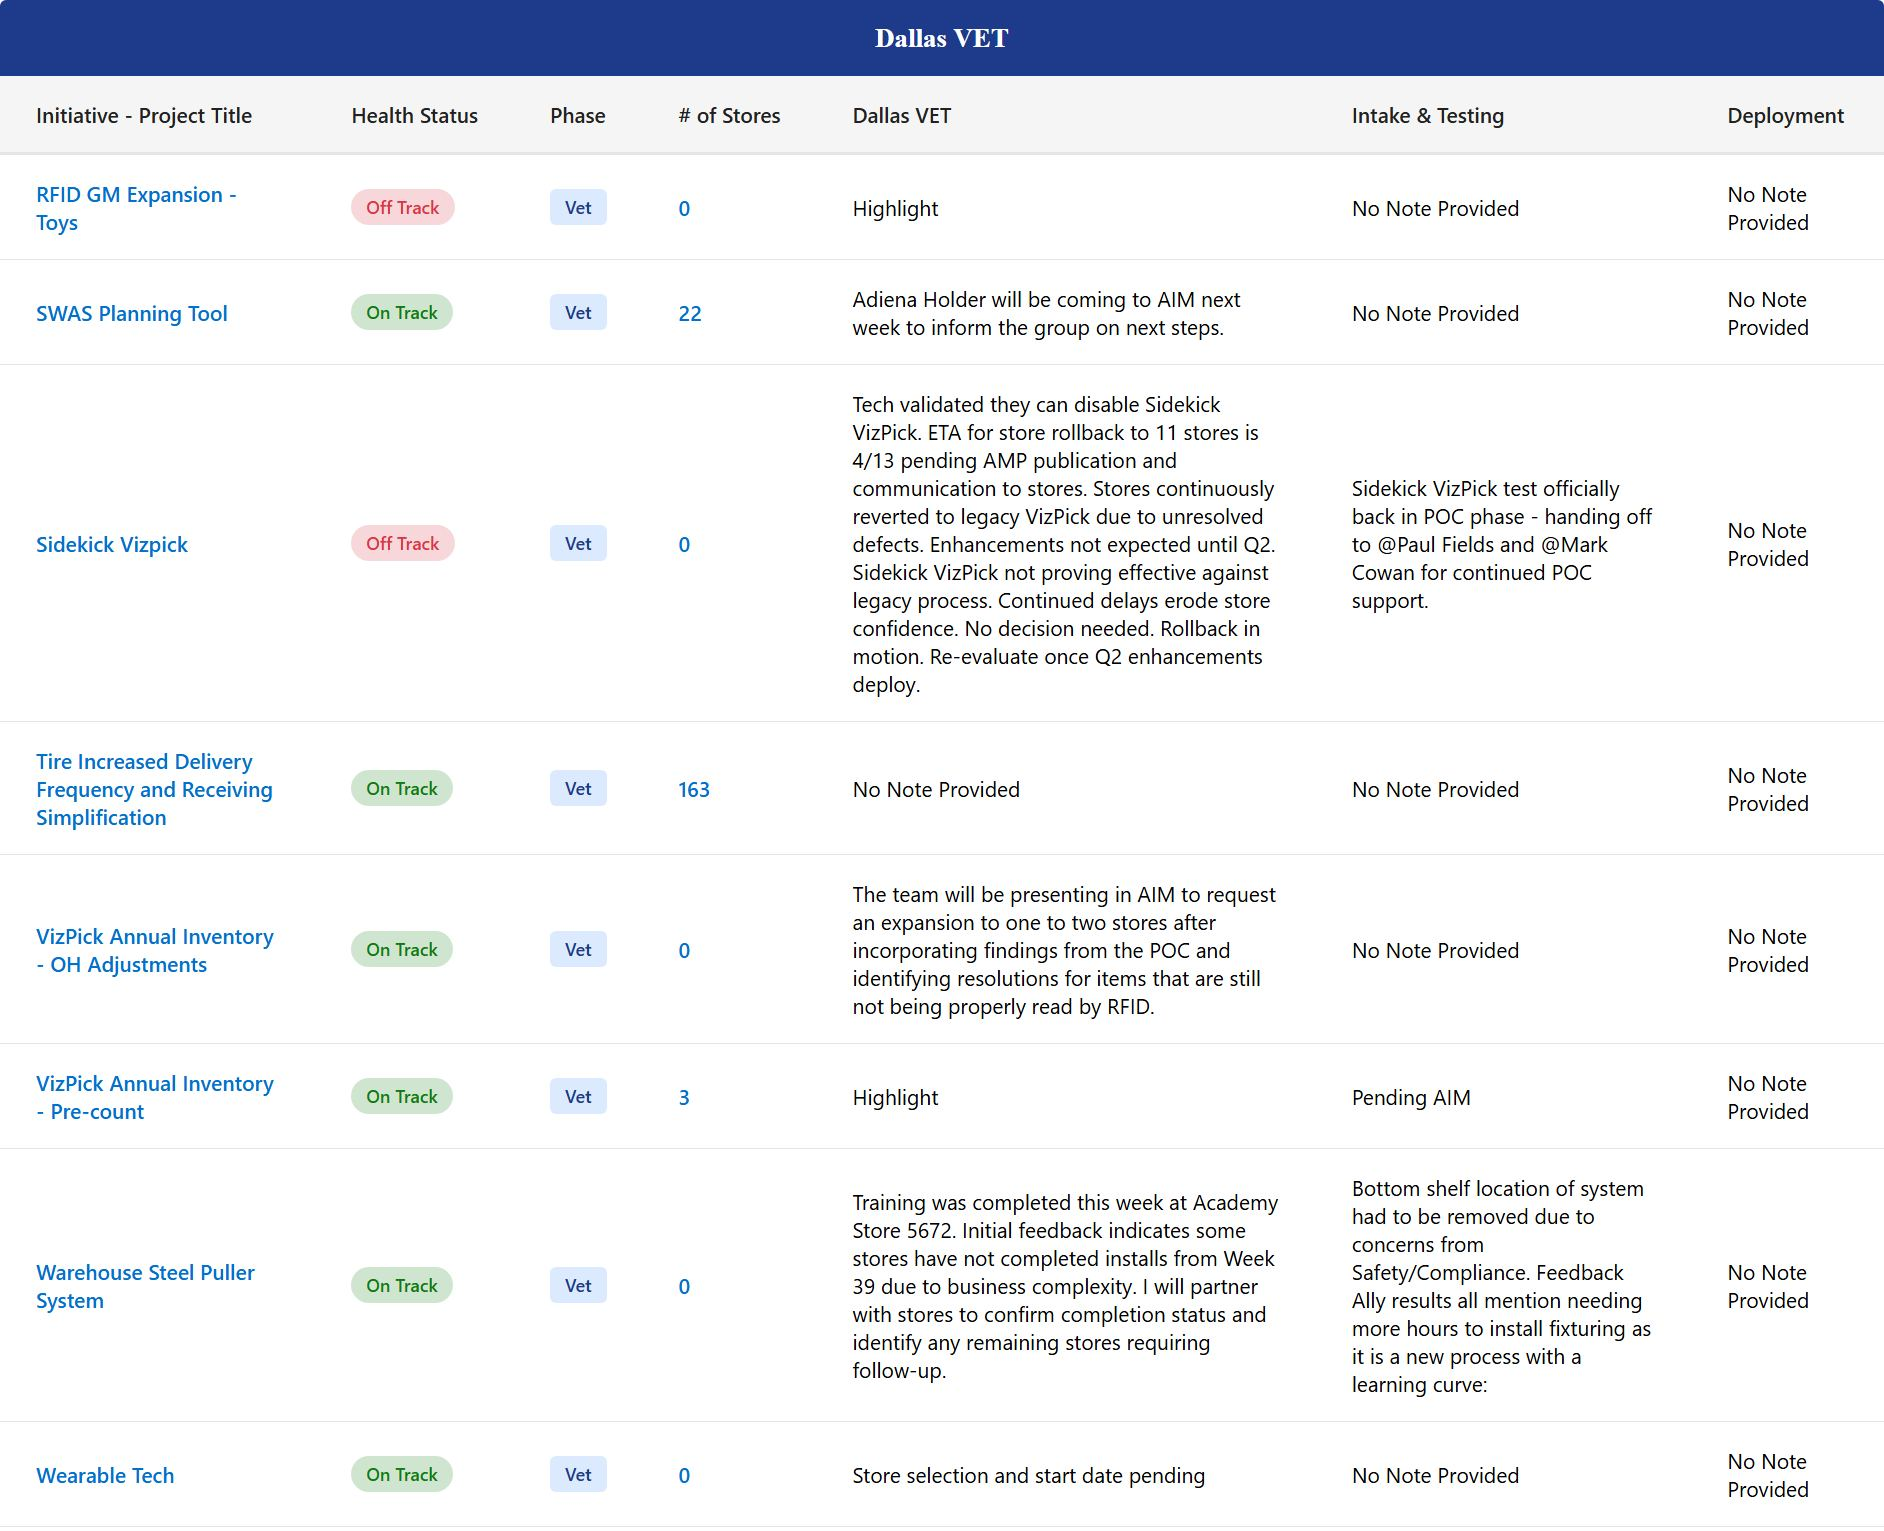 Dallas VET
Initiative - Project Title Health Status Phase # of Stores Dallas VET Intake & Testing Deployment
RFID GM Expansion -
Toys
Off Track
Vet
0
Highlight
No Note Provided
No Note
Provided
SWAS Planning Tool
On Track
Vet
22
Adiena Holder will be coming to AIM next
week to inform the group on next steps.
No Note Provided
No Note
Provided
Sidekick Vizpick
Off Track
Vet
0
Tech validated they can disable Sidekick
VizPick. ETA for store rollback to 11 stores is
4/13 pending AMP publication and
communication to stores. Stores continuously
reverted to legacy VizPick due to unresolved
defects. Enhancements not expected until Q2.
Sidekick VizPick not proving effective against
legacy process. Continued delays erode store
confidence. No decision needed. Rollback in
motion. Re-evaluate once Q2 enhancements
deploy.
Sidekick VizPick test officially
back in POC phase - handing off
to @Paul Fields and @Mark
Cowan for continued POC
support.
No Note
Provided
Tire Increased Delivery
Frequency and Receiving
Simplification
On Track
Vet
163
No Note Provided
No Note Provided
No Note
Provided
VizPick Annual Inventory
- OH Adjustments
On Track
Vet
0
The team will be presenting in AIM to request
an expansion to one to two stores after
incorporating findings from the POC and
identifying resolutions for items that are still
not being properly read by RFID.
No Note Provided
No Note
Provided
VizPick Annual Inventory
- Pre-count
On Track
Vet
3
Highlight
Pending AIM
No Note
Provided
Warehouse Steel Puller
System
On Track
Vet
0
Training was completed this week at Academy
Store 5672. Initial feedback indicates some
stores have not completed installs from Week
39 due to business complexity. I will partner
with stores to confirm completion status and
identify any remaining stores requiring
follow-up.
Bottom shelf location of system
had to be removed due to
concerns from
Safety/Compliance. Feedback
Ally results all mention needing
more hours to install fixturing as
it is a new process with a
learning curve:
No Note
Provided
Wearable Tech
On Track
Vet
0
Store selection and start date pending
No Note Provided
No Note
Provided